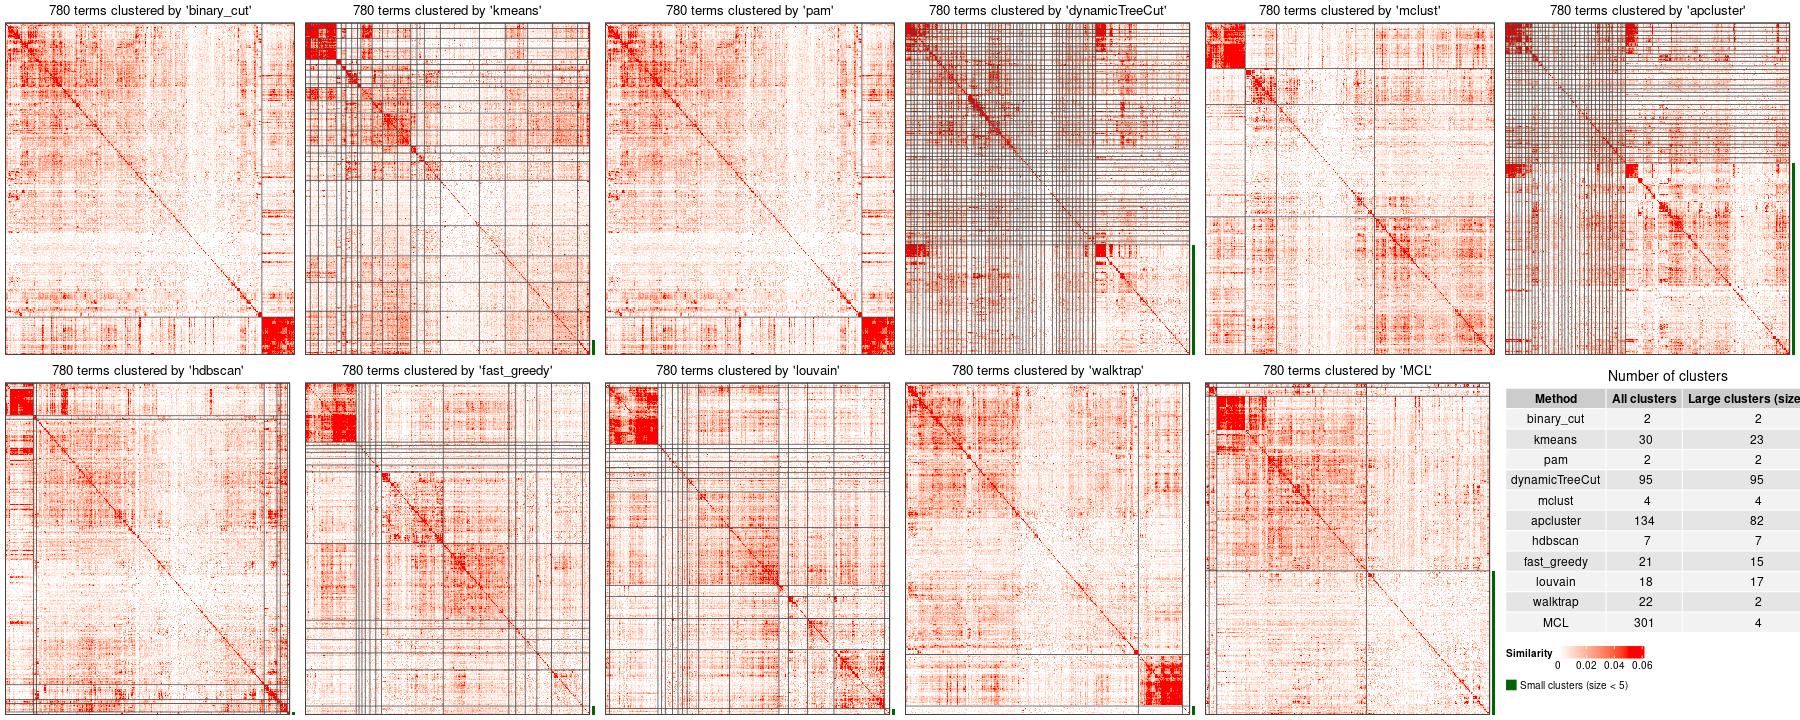 780 terms clustered by 'binary_cut'
780 terms clustered by 'kmeans'
780 terms clustered by 'pam'
780 terms clustered by 'dynamicTreeCut'
780 terms clustered by 'mclust'
780 terms clustered by 'apcluster'
780 terms clustered by 'hdbscan'
780 terms clustered by 'fast_greedy'
780 terms clustered by 'louvain'
780 terms clustered by 'walktrap'
780 terms clustered by 'MCL'
Number of clusters
Method All clusters Large clusters (size
binary_cut 2 2
kmeans 30 23
pam 2 2
dynamicTreeCut 95 95
mclust 4 4
apcluster 134 82
hdbscan 7 7
fast_greedy 21 15
louvain 18 17
walktrap 22 2
MCL 301 4
Similarity
0 0.02 0.04 0.06
Small clusters (size < 5)